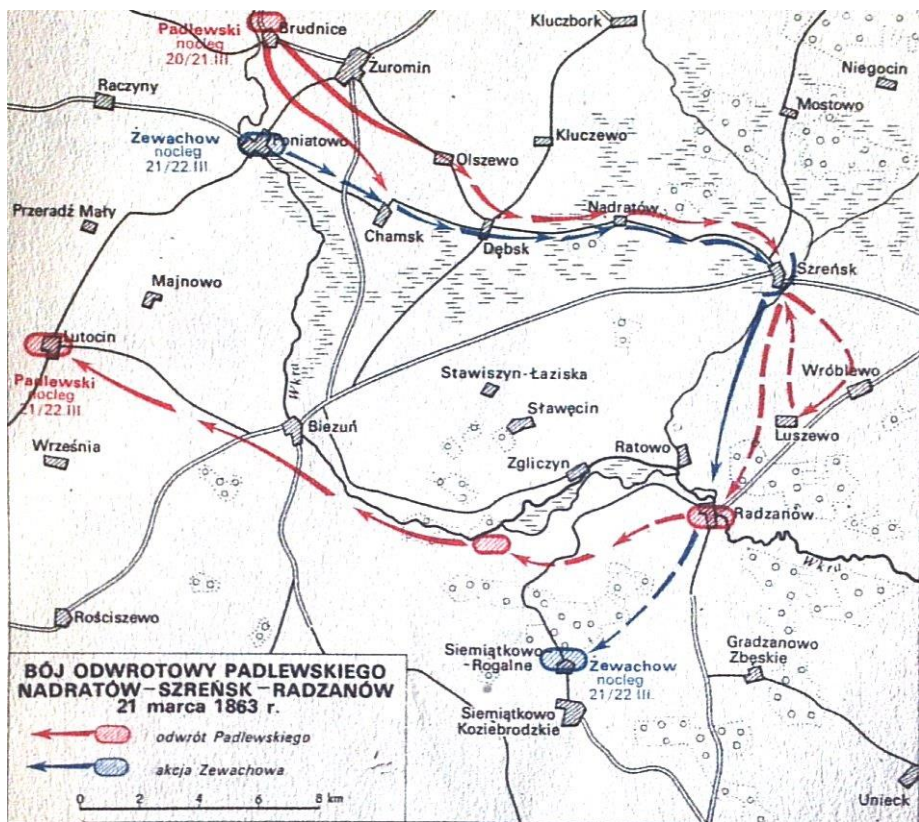 Padlewski
nocleg
20/21.III
Brudnice
Kluczbork
Żuromin
Niegocin
Raczyny
Mostowo
Żewachow
nocleg
21/22.III
Poniatowo
Kluczewo
Olszewo
Przeradź Mały
Nadratów
Chamsk
Dębsk
Szreńsk
Majnowo
Lutocin
Padlewski
nocleg
21/22.III
Wkra
Stawiszyn-Łaziska
Wróblewo
Sławęcin
Luszewo
Biezuń
Września
Ratowo
Zgliczyn
Radzanów
Wkra
Rościszewo
Siemiątkowo
-Rogalne
Żewachow
nocleg
21/22 III.
Gradzanowo
Zbęskie
Siemiątkowo
Koziebrodzkie
Unieck
BÓJ ODWROTOWY PADLEWSKIEGO
NADRATÓW–SZREŃSK–RADZANÓW
21 marca 1863 r.
odwrót Padlewskiego
akcja Zewachowa
0 2 4 6 8 km